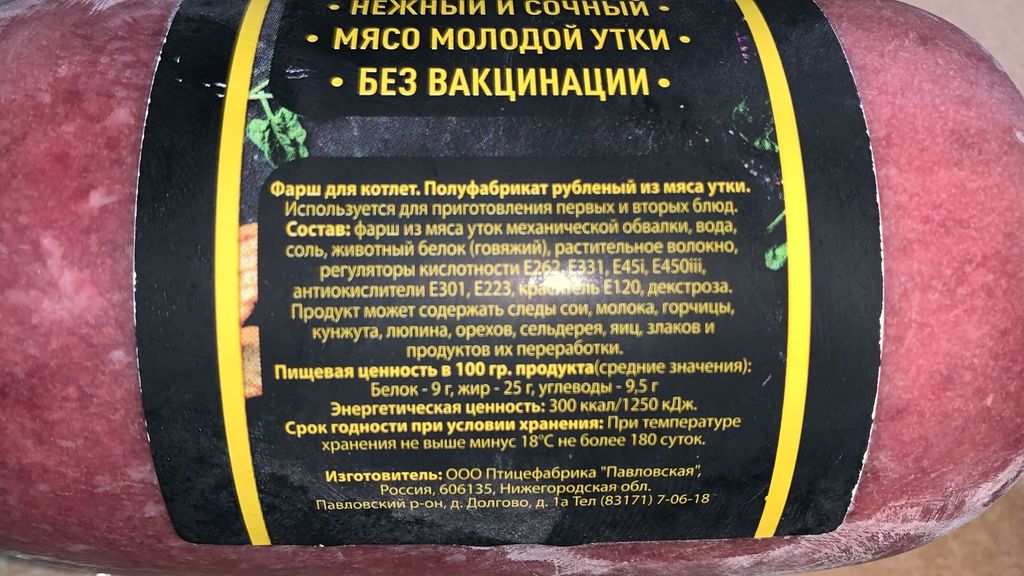 • НЕЖНЫЙ И СОЧНЫЙ •
• МЯСО МОЛОДОЙ УТКИ •
• БЕЗ ВАКЦИНАЦИИ •
Фарш для котлет. Полуфабрикат рубленый из мяса утки.
Используется для приготовления первых и вторых блюд.
Состав: фарш из мяса уток механической обвалки, вода,
соль, животный белок (говяжий), растительное волокно,
регуляторы кислотности Е262, Е331, Е45i, Е450iii,
антиокислители Е301, Е223, краситель Е120, декстроза.
Продукт может содержать следы сои, молока, горчицы,
кунжута, люпина, орехов, сельдерея, яиц, злаков и
продуктов их переработки.
Пищевая ценность в 100 гр. продукта(средние значения):
Белок - 9 г, жир - 25 г, углеводы - 9,5 г
Энергетическая ценность: 300 ккал/1250 кДж.
Срок годности при условии хранения: При температуре
хранения не выше минус 18°С не более 180 суток.
Изготовитель: ООО Птицефабрика "Павловская",
Россия, 606135, Нижегородская обл.
Павловский р-он, д. Долгово, д. 1а Тел (83171) 7-06-18